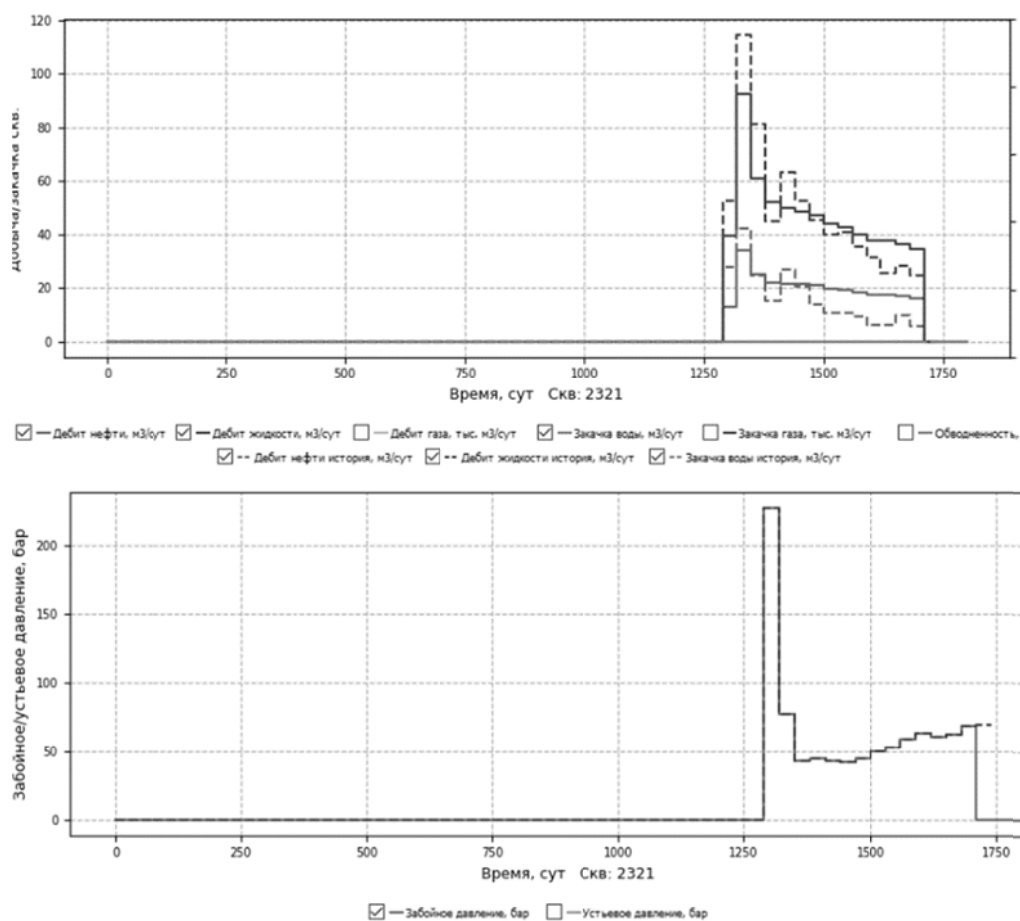 120
100
80
60
40
20
0
Добыча/закачка скв.
0 250 500 750 1000 1250 1500 1750
Время, сут Скв: 2321
Дебит нефти, м3/сут Дебит жидкости, м3/сут Дебит газа, тыс. м3/сут Закачка воды, м3/сут Закачка газа, тыс. м3/сут Обводненность,
Дебит нефти история, м3/сут Дебит жидкости история, м3/сут Закачка воды история, м3/сут
200
150
100
50
0
Забойное/устьевое давление, бар
0 250 500 750 1000 1250 1500 1750
Время, сут Скв: 2321
Забойное давление, бар Устьевое давление, бар